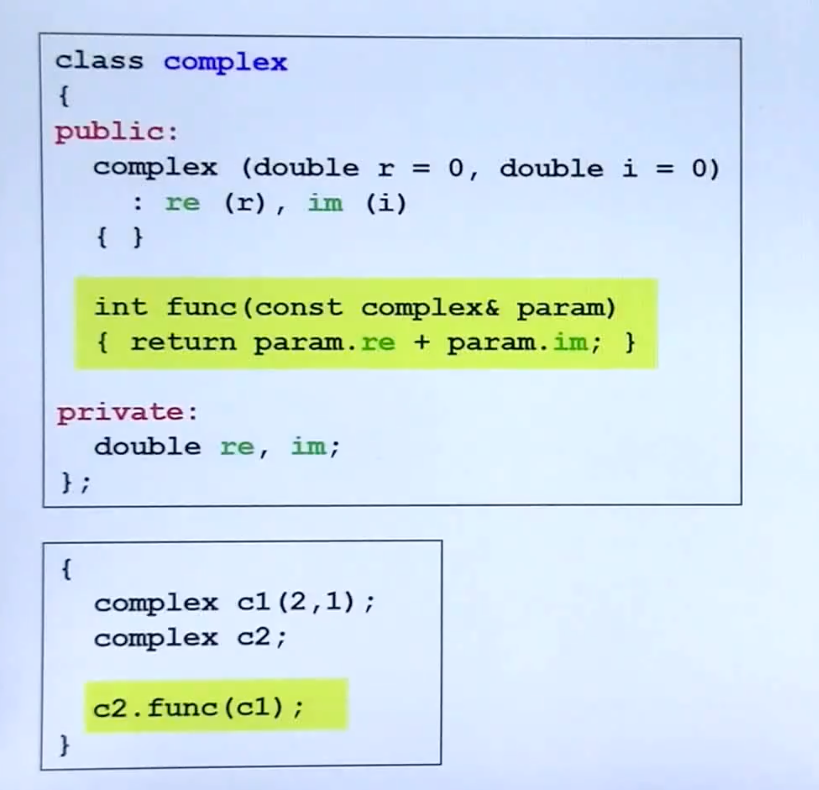 class complex
{
public:
complex (double r = 0, double i = 0)
: re (r), im (i)
{ }
int func(const complex& param)
{ return param.re + param.im; }
private:
double re, im;
};
{
complex c1(2,1);
complex c2;
c2.func(c1);
}